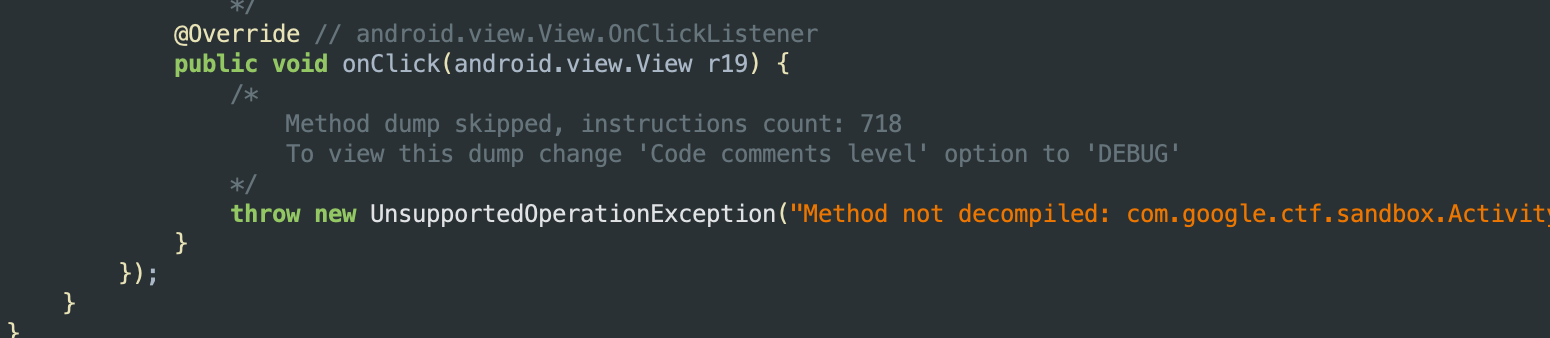 */
@Override // android.view.View.OnClickListener
public void onClick(android.view.View r19) {
/*
Method dump skipped, instructions count: 718
To view this dump change 'Code comments level' option to 'DEBUG'
*/
throw new UnsupportedOperationException("Method not decompiled: com.google.ctf.sandbox.Activity
}
});
}
}